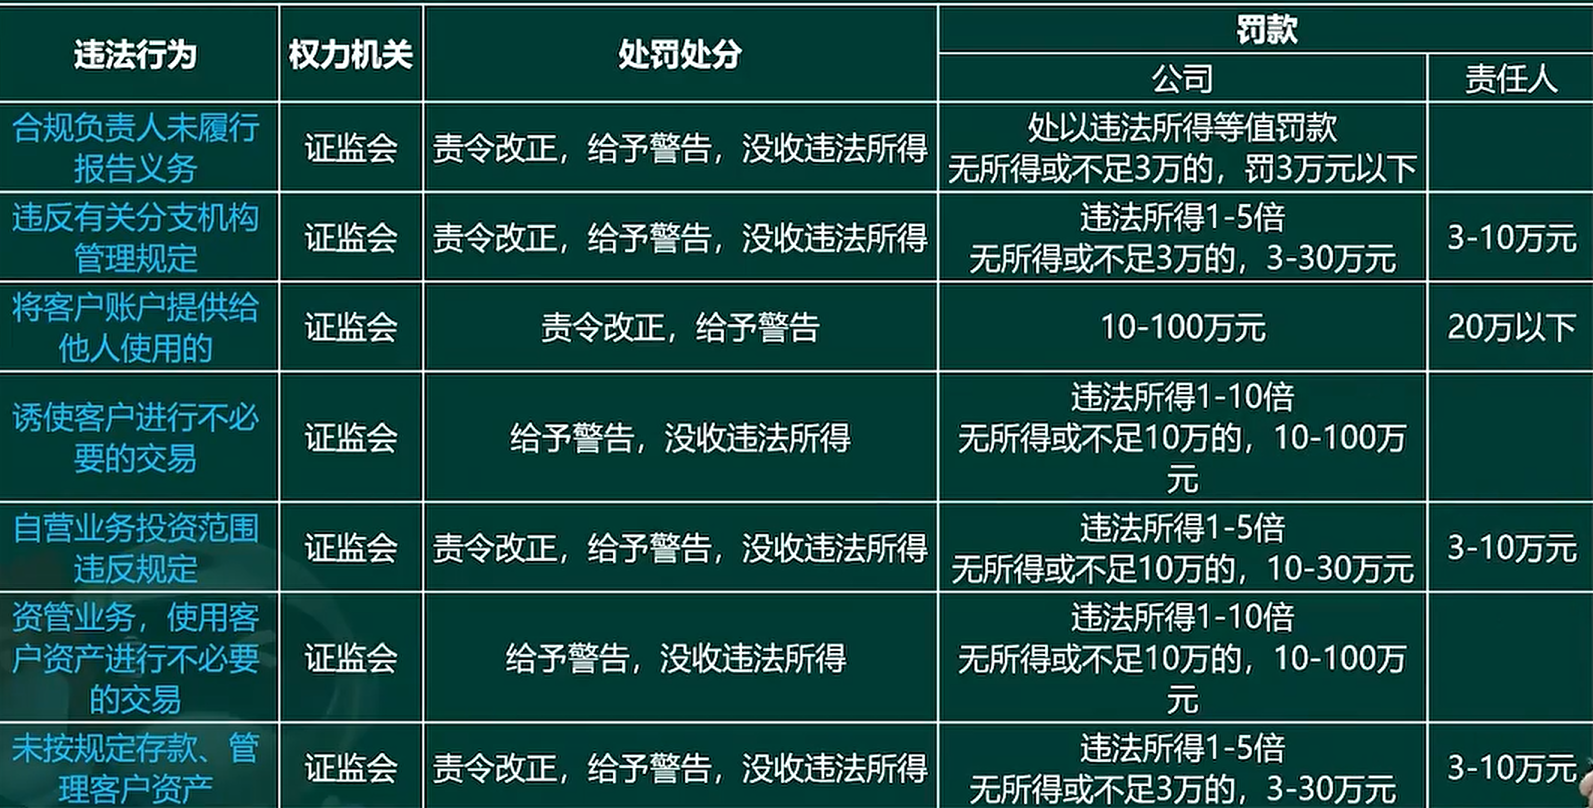 违法行为
权力机关
处罚处分
罚款
公司
责任人
合规负责人未履行
报告义务
证监会
责令改正，给予警告，没收违法所得
处以违法所得等值罚款
无所得或不足3万的，罚3万元以下
违反有关分支机构
管理规定
证监会
责令改正，给予警告，没收违法所得
违法所得1-5倍
无所得或不足3万的，3-30万元
3-10万元
将客户账户提供给
他人使用的
证监会
责令改正，给予警告
10-100万元
20万以下
诱使客户进行不必
要的交易
证监会
给予警告，没收违法所得
违法所得1-10倍
无所得或不足10万的，10-100万
元
自营业务投资范围
违反规定
证监会
责令改正，给予警告，没收违法所得
违法所得1-5倍
无所得或不足10万的，10-30万元
3-10万元
资管业务，使用客
户资产进行不必要
的交易
证监会
给予警告，没收违法所得
违法所得1-10倍
无所得或不足10万的，10-100万
元
未按规定存款、管
理客户资产
证监会
责令改正，给予警告，没收违法所得
违法所得1-5倍
无所得或不足3万的，3-30万元
3-10万元